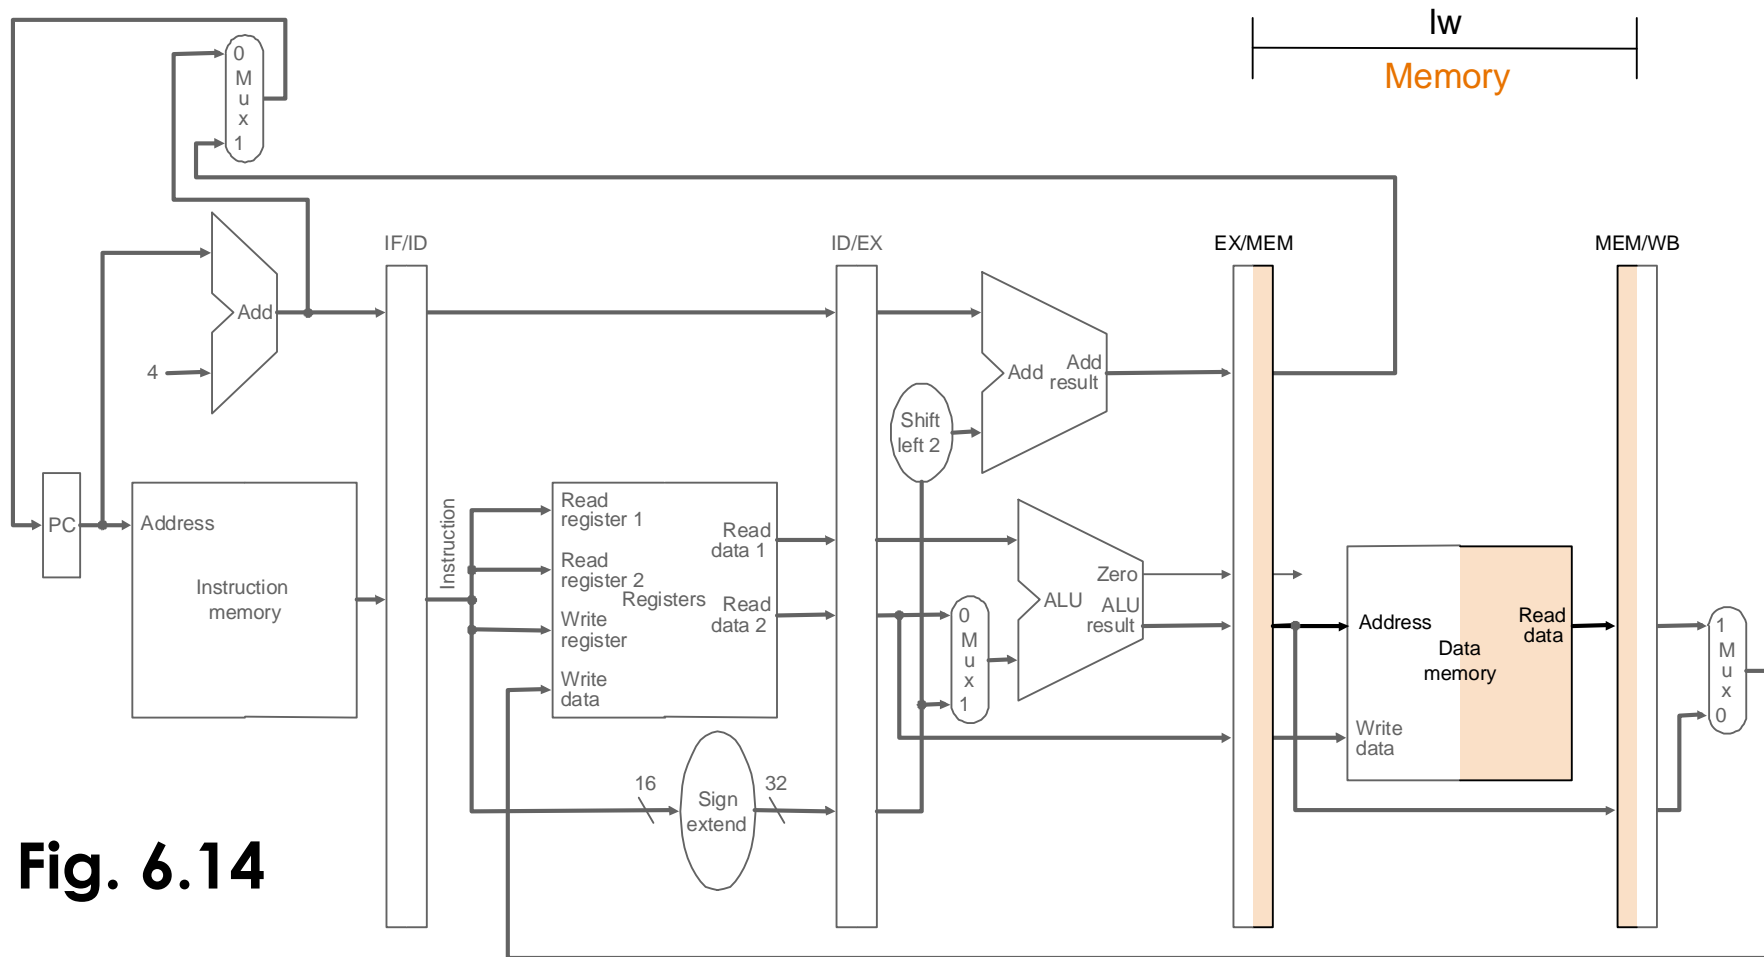 lw
Memory
0
M
u
x
1
IF/ID
ID/EX
EX/MEM
MEM/WB
Add
4
Add
Add
result
Shift
left 2
PC
Address
Instruction
memory
Instruction
Read
register 1
Read
register 2
Write
register
Write
data
Registers
Read
data 1
Read
data 2
0
M
u
x
1
Zero
ALU
ALU
result
Address
Read
data
Data
memory
Write
data
1
M
u
x
0
16
Sign
extend
32
Fig. 6.14